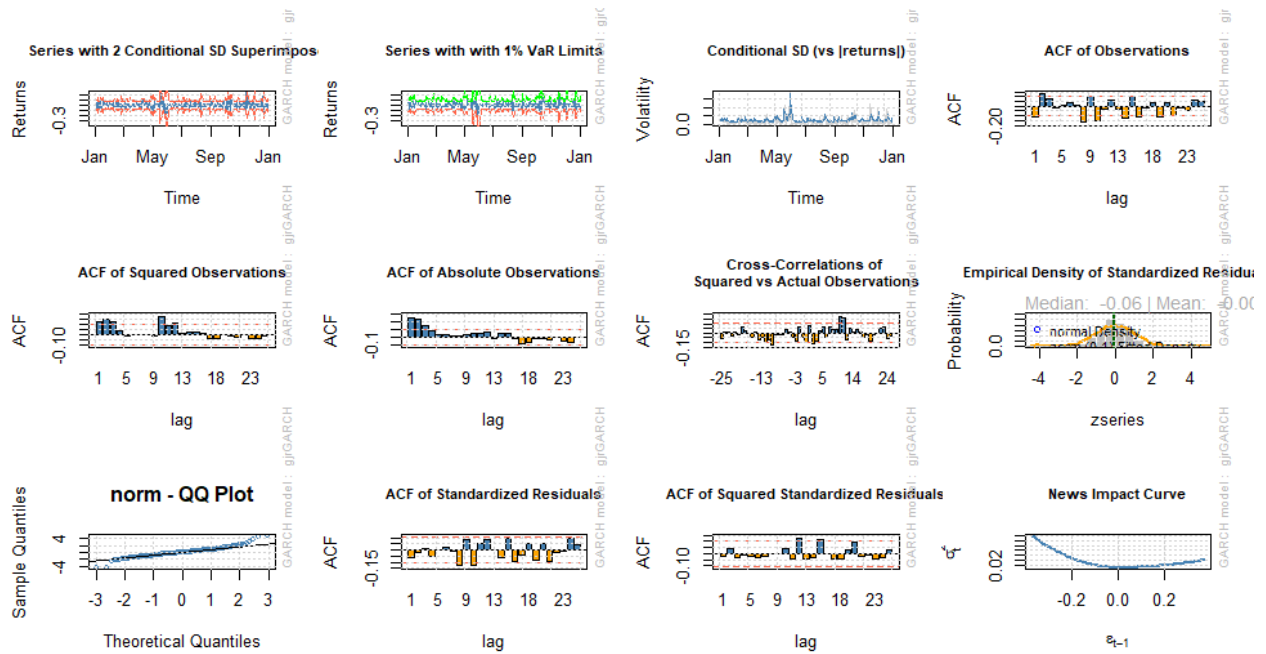 Series with 2 Conditional SD Superimpos
Returns
-0.3
Jan May Sep Jan
Time
GARCH model : gjr
Series with with 1% VaR Limits
Returns
-0.3
Jan May Sep Jan
Time
GARCH model : gjr
Conditional SD (vs |returns|)
Volatility
0.0
Jan May Sep Jan
Time
GARCH model : gjr
ACF of Observations
ACF
-0.20
1 5 9 13 18 23
lag
GARCH model : gjr
ACF of Squared Observations
ACF
-0.10
1 5 9 13 18 23
lag
GARCH model : gjrGARCH
ACF of Absolute Observations
ACF
-0.1
1 5 9 13 18 23
lag
GARCH model : gjrGARCH
Cross-Correlations of
Squared vs Actual Observations
ACF
-0.15
-25 -13 -3 5 14 24
lag
GARCH model : gjrGARCH
Empirical Density of Standardized Residua
Median: -0.06 | Mean: -0.00
normal Density
Probability
0.0
-4 -2 0 2 4
zseries
GARCH model : gjrGARCH
norm - QQ Plot
Sample Quantiles
4
-4
-3 -2 -1 0 1 2 3
Theoretical Quantiles
GARCH model : gjrGARCH
ACF of Standardized Residuals
ACF
-0.15
1 5 9 13 18 23
lag
GARCH model : gjrGARCH
ACF of Squared Standardized Residuals
ACF
-0.10
1 5 9 13 18 23
lag
GARCH model : gjrGARCH
News Impact Curve
0.02
-0.2 0.0 0.2
εt−1
GARCH model : gjrGARCH